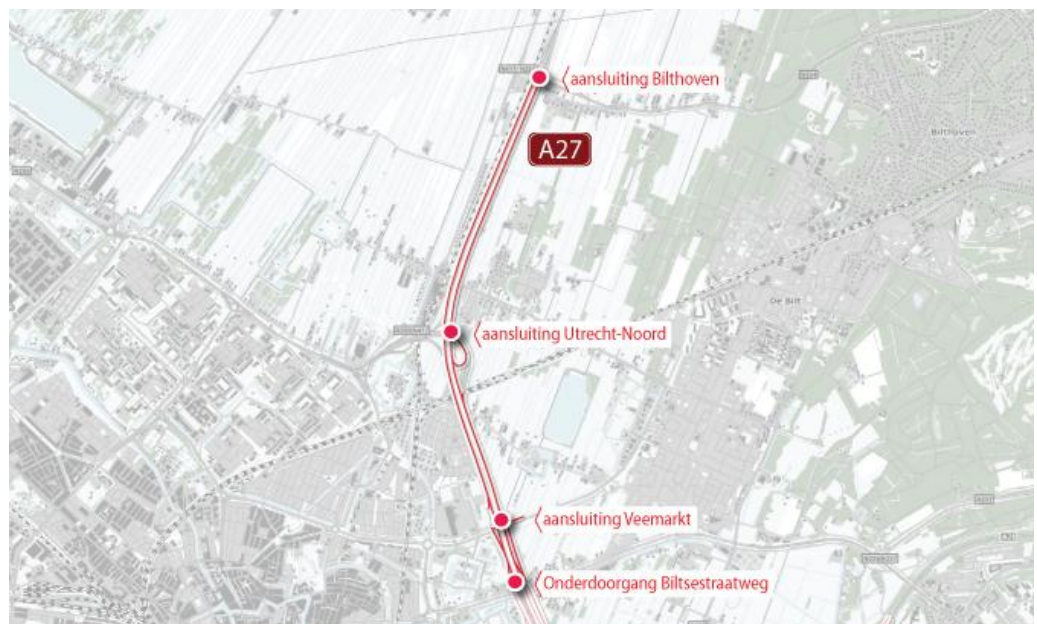 aansluiting Bilthoven
A27
Bilthoven
De Bilt
aansluiting Utrecht-Noord
aansluiting Veemarkt
Onderdoorgang Biltsestraatweg